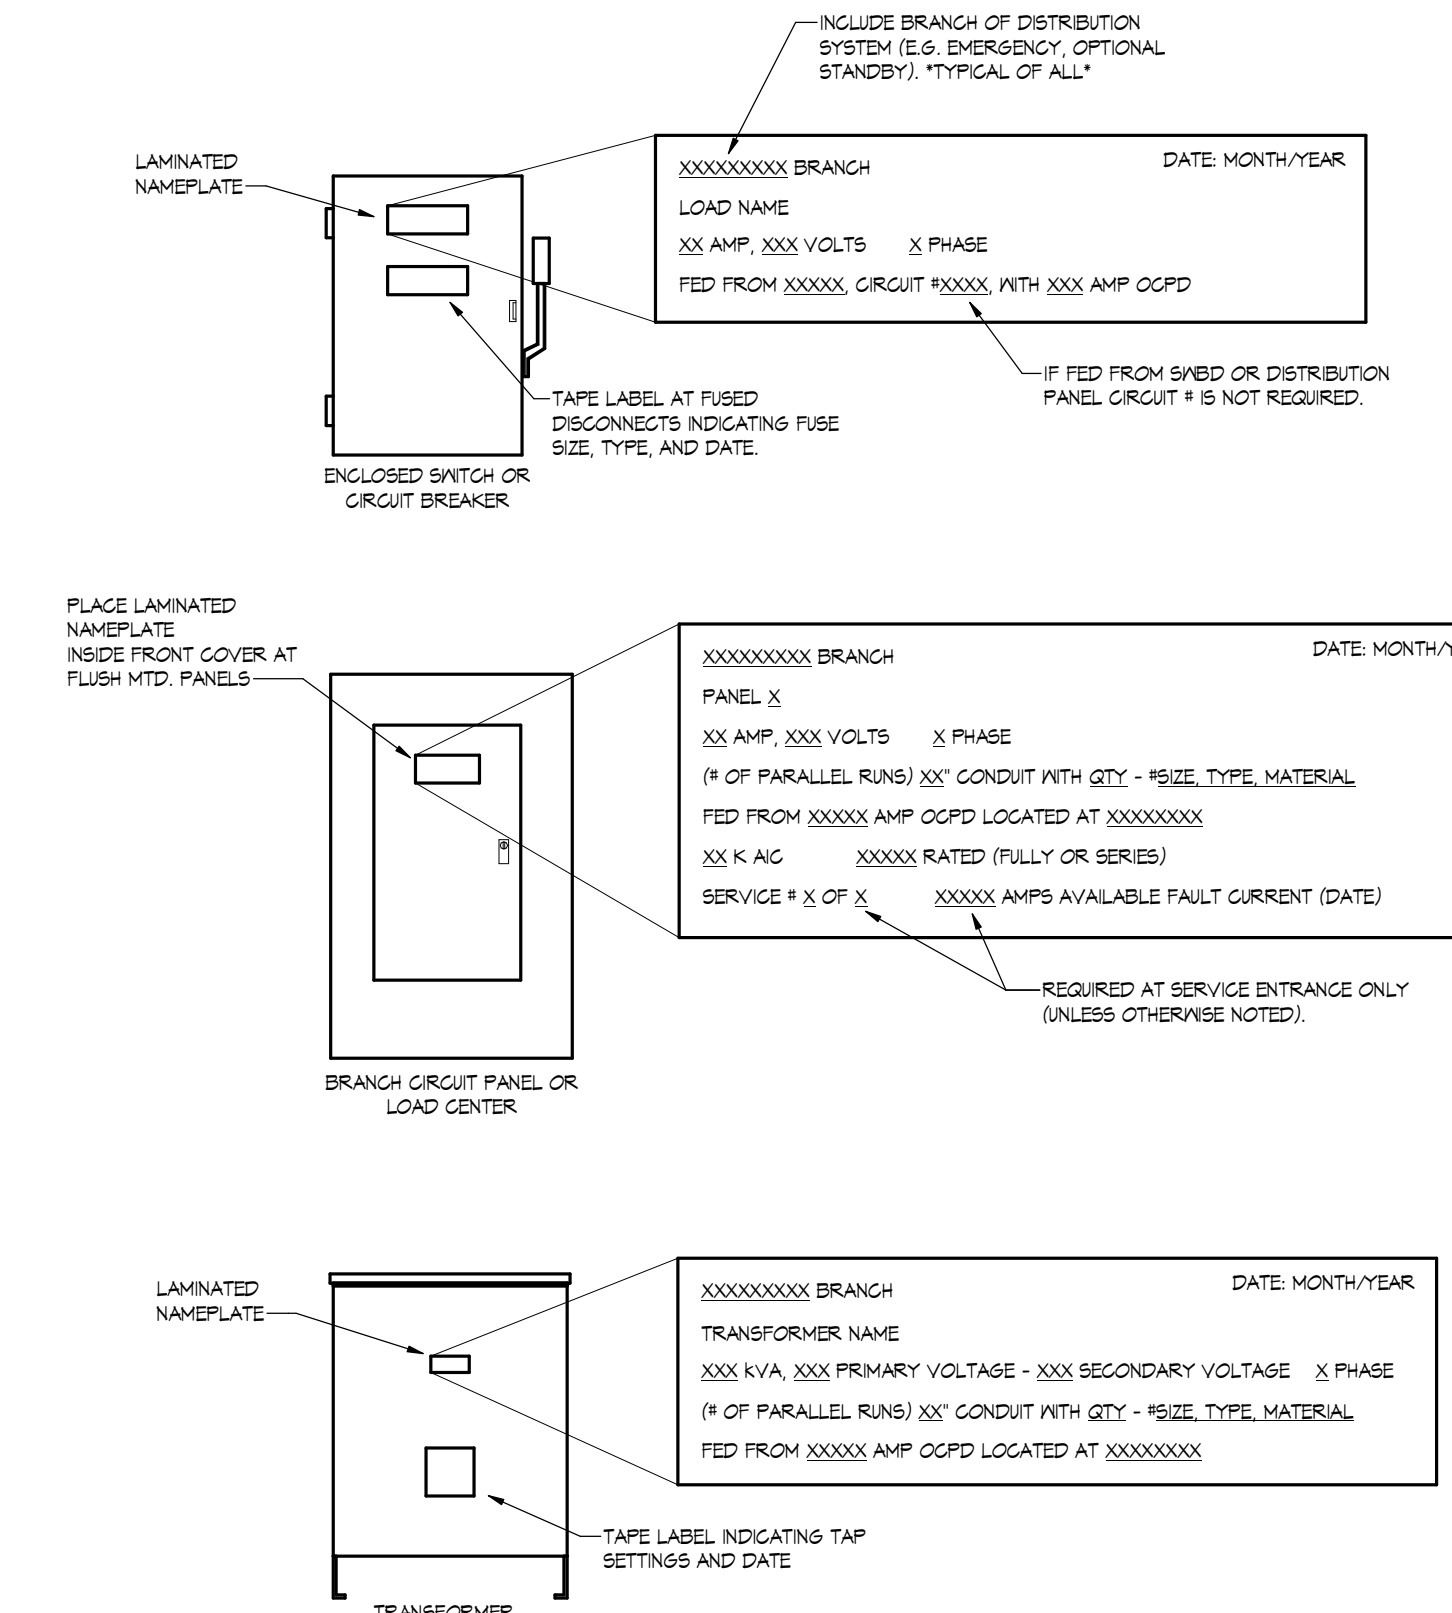 INCLUDE BRANCH OF DISTRIBUTION
SYSTEM (E.G. EMERGENCY, OPTIONAL
STANDBY). *TYPICAL OF ALL*
LAMINATED
NAMEPLATE
XXXXXXXXX BRANCH DATE: MONTH/YEAR
LOAD NAME
XX AMP, XXX VOLTS X PHASE
FED FROM XXXXX, CIRCUIT #XXXX, WITH XXX AMP OCPD
IF FED FROM SWBD OR DISTRIBUTION
PANEL CIRCUIT # IS NOT REQUIRED.
TAPE LABEL AT FUSED
DISCONNECTS INDICATING FUSE
SIZE, TYPE, AND DATE.
ENCLOSED SWITCH OR
CIRCUIT BREAKER
PLACE LAMINATED
NAMEPLATE
INSIDE FRONT COVER AT
FLUSH MTD. PANELS
XXXXXXXXX BRANCH DATE: MONTH/Y
PANEL X
XX AMP, XXX VOLTS X PHASE
(# OF PARALLEL RUNS) XX" CONDUIT WITH QTY - #SIZE, TYPE, MATERIAL
FED FROM XXXXX AMP OCPD LOCATED AT XXXXXXXX
XX K AIC XXXXX RATED (FULLY OR SERIES)
SERVICE # X OF X XXXXX AMPS AVAILABLE FAULT CURRENT (DATE)
REQUIRED AT SERVICE ENTRANCE ONLY
(UNLESS OTHERWISE NOTED).
BRANCH CIRCUIT PANEL OR
LOAD CENTER
LAMINATED
NAMEPLATE
XXXXXXXXX BRANCH DATE: MONTH/YEAR
TRANSFORMER NAME
XXX kVA, XXX PRIMARY VOLTAGE - XXX SECONDARY VOLTAGE X PHASE
(# OF PARALLEL RUNS) XX" CONDUIT WITH QTY - #SIZE, TYPE, MATERIAL
FED FROM XXXXX AMP OCPD LOCATED AT XXXXXXXX
TAPE LABEL INDICATING TAP
SETTINGS AND DATE
TRANSFORMER